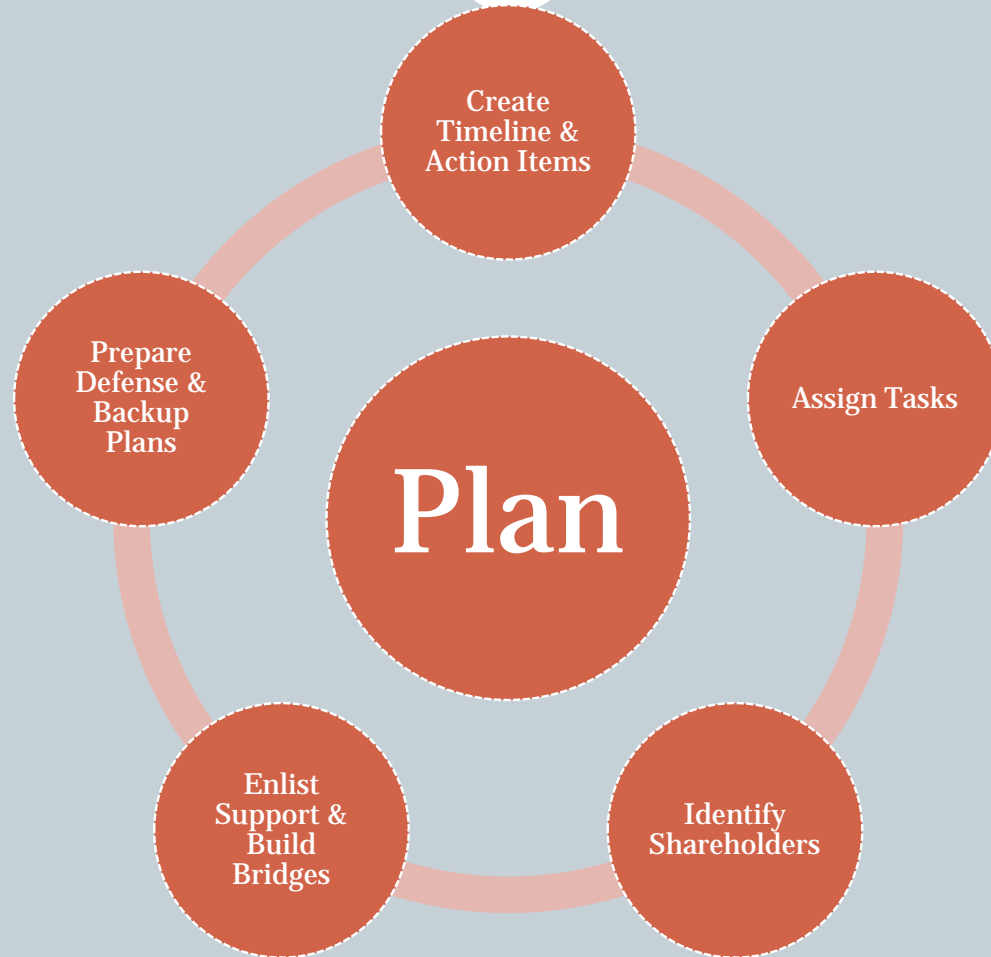 Create
Timeline &
Action Items
Assign Tasks
Identify
Shareholders
Enlist
Support &
Build
Bridges
Prepare
Defense &
Backup
Plans
Plan